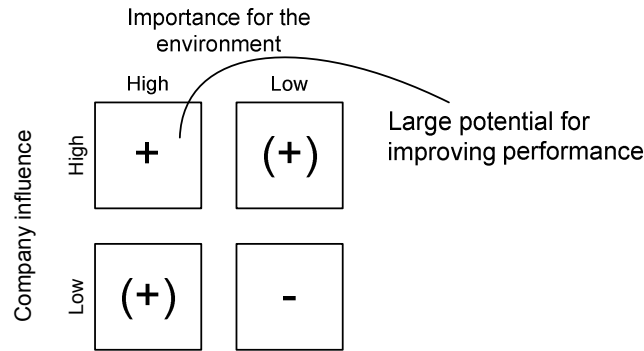 Importance for the
environment
High
Low
Large potential for
improving performance
Company influence
High
+
(+)
Low
(+)
-